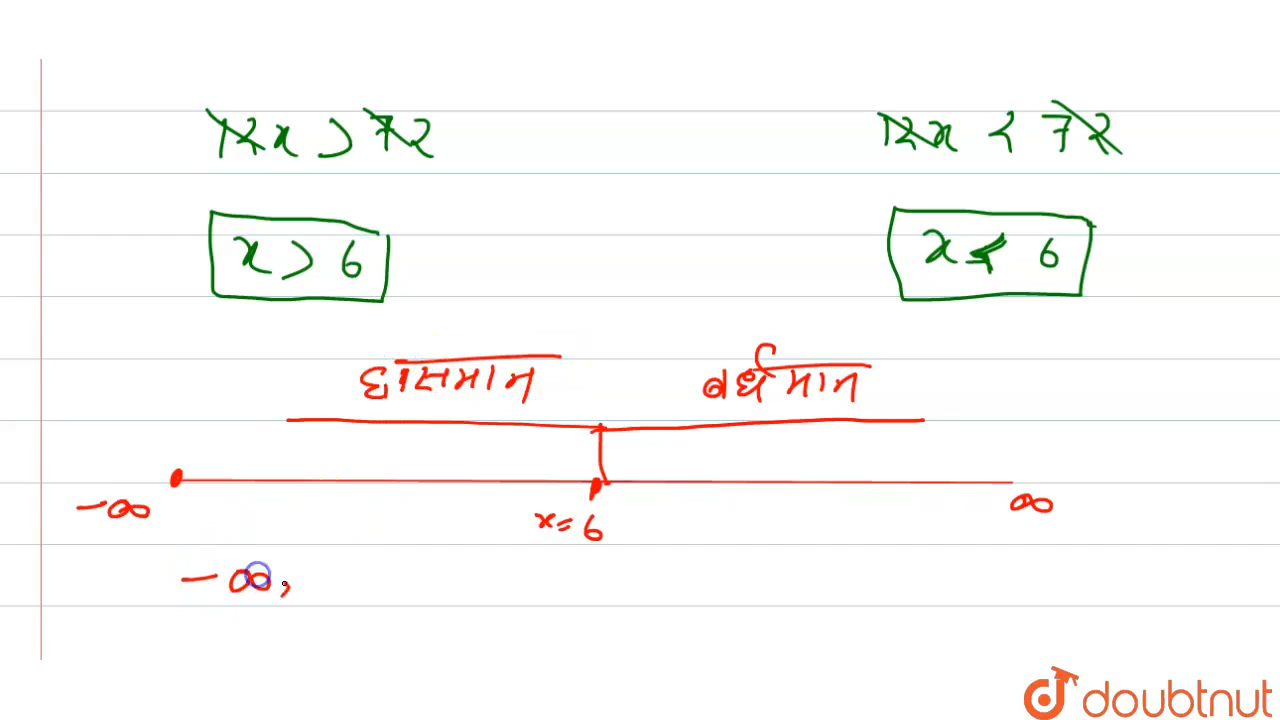 12x > 72
12x < 72
x > 6
x < 6
ह्रासमान
वर्धमान
-∞
x = 6
∞
-∞,
doubtnut